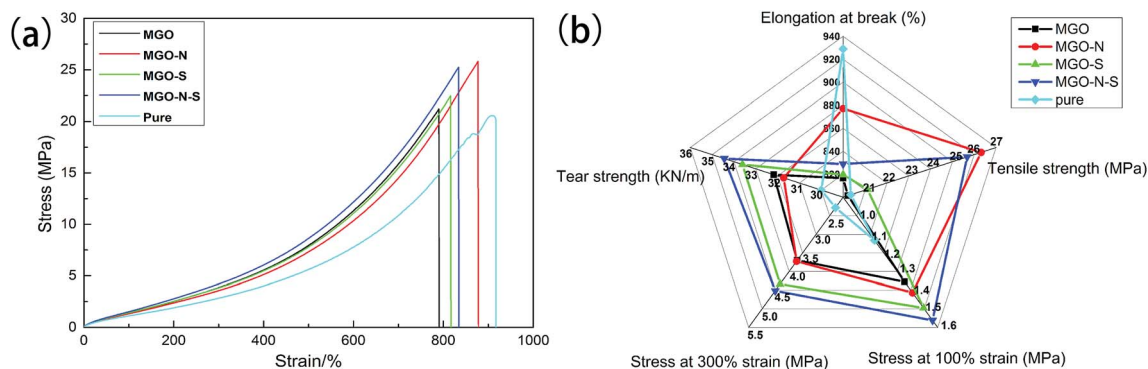 (a)
30
25
20
15
10
5
0
Stress (MPa)
MGO
MGO-N
MGO-S
MGO-N-S
Pure
0 200 400 600 800 1000
Strain/%
(b)
Elongation at break (%)
940
920
900
880
860
840
820
MGO
MGO-N
MGO-S
MGO-N-S
pure
36 35 34 33 32 31 30
Tear strength (KN/m)
21 22 23 24 25 26 27
Tensile strength (MPa)
2.5
3.0
3.5
4.0
4.5
5.0
5.5
Stress at 300% strain (MPa)
1.0
1.1
1.2
1.3
1.4
1.5
1.6
Stress at 100% strain (MPa)